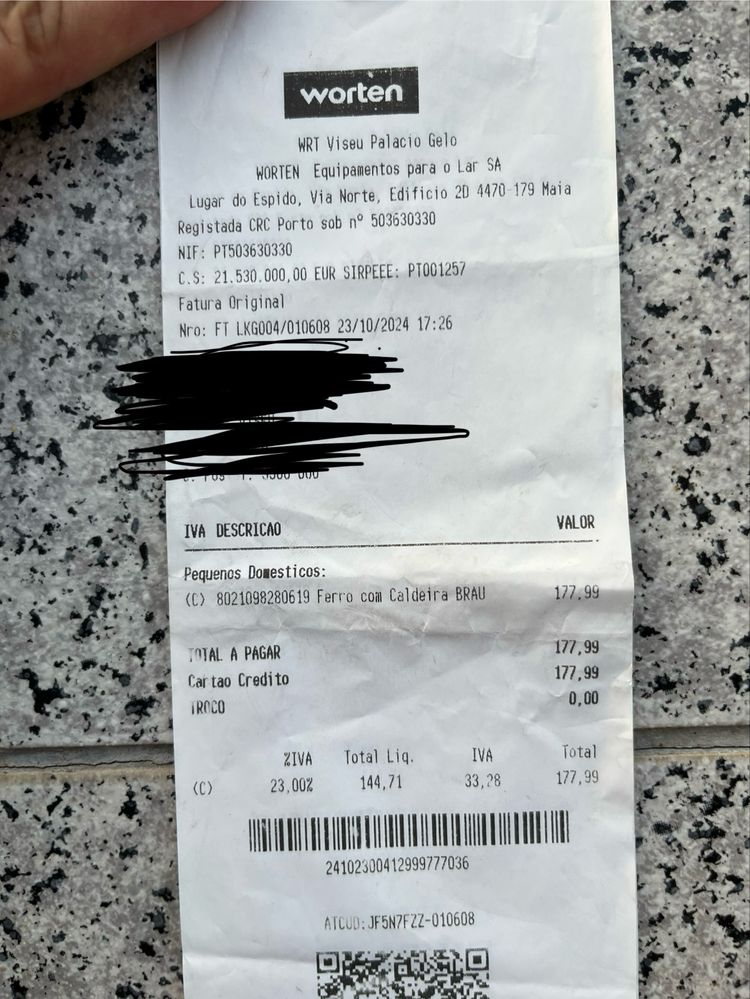 worten
WRT Viseu Palacio Gelo
WORTEN Equipamentos para o Lar SA
Lugar do Espido, Via Norte, Edificio 2D 4470-179 Maia
Registada CRC Porto sob nº 503630330
NIF: PT503630330
C.S: 21.530.000,00 EUR SIRPEEE: PT001257
Fatura Original
Nro: FT LKG004/010608 23/10/2024 17:26
IVA DESCRICAO VALOR
Pequenos Domesticos:
(C) 8021098280619 Ferro com Caldeira BRAU 177,99
TOTAL A PAGAR 177,99
Cartao Credito 177,99
TROCO 0,00
%IVA Total Liq. IVA Total
(C) 23,00% 144,71 33,28 177,99
24102300412999777036
ATCUD:JF5N7FZZ-010608